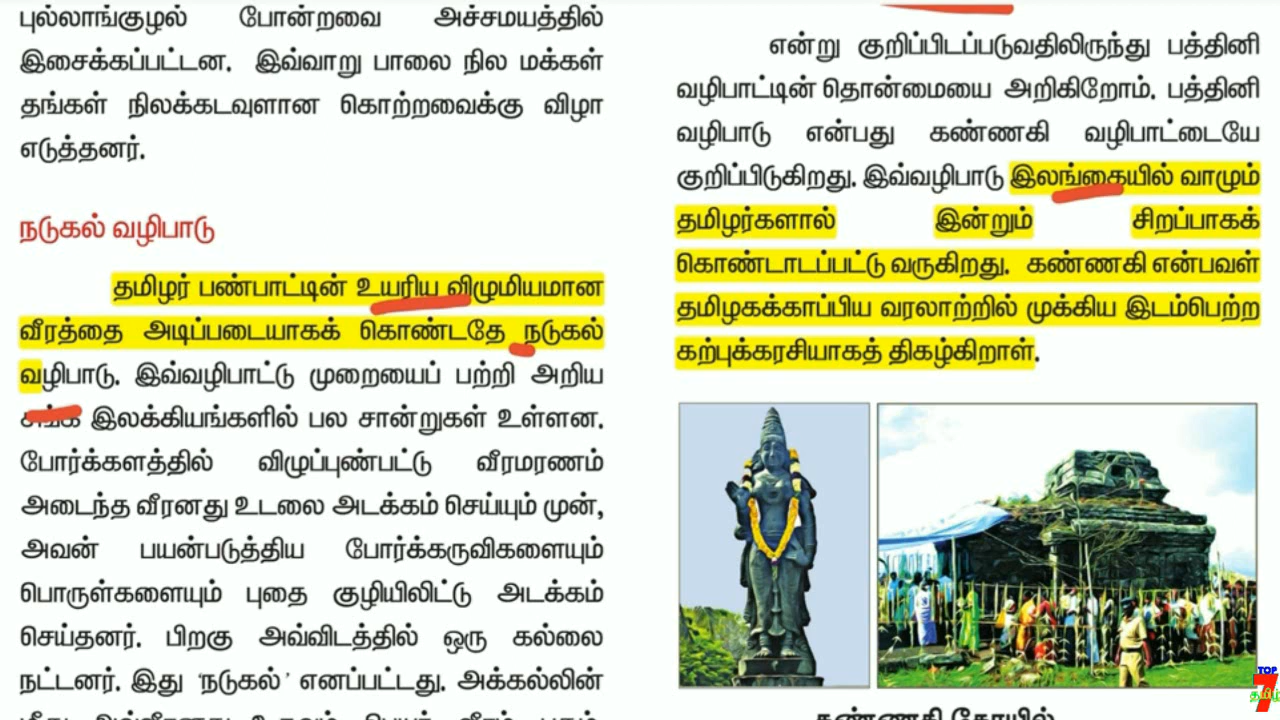 புல்லாங்குழல் போன்றவை அச்சமயத்தில்
இசைக்கப்பட்டன. இவ்வாறு பாலை நில மக்கள்
தங்கள் நிலக்கடவுளான கொற்றவைக்கு விழா
எடுத்தனர்.
நடுகல் வழிபாடு
தமிழர் பண்பாட்டின் உயரிய விழுமியமான
வீரத்தை அடிப்படையாகக் கொண்டதே நடுகல்
வழிபாடு. இவ்வழிபாட்டு முறையைப் பற்றி அறிய
சங்க இலக்கியங்களில் பல சான்றுகள் உள்ளன.
போர்க்களத்தில் விழுப்புண்பட்டு வீரமரணம்
அடைந்த வீரனது உடலை அடக்கம் செய்யும் முன்,
அவன் பயன்படுத்திய போர்க்கருவிகளையும்
பொருள்களையும் புதை குழியிலிட்டு அடக்கம்
செய்தனர். பிறகு அவ்விடத்தில் ஒரு கல்லை
நட்டனர். இது ‘நடுகல்’ எனப்பட்டது. அக்கல்லின்
என்று குறிப்பிடப்படுவதிலிருந்து பத்தினி
வழிபாட்டின் தொன்மையை அறிகிறோம். பத்தினி
வழிபாடு என்பது கண்ணகி வழிபாட்டையே
குறிப்பிடுகிறது. இவ்வழிபாடு இலங்கையில் வாழும்
தமிழர்களால் இன்றும் சிறப்பாகக்
கொண்டாடப்பட்டு வருகிறது. கண்ணகி என்பவள்
தமிழகக்காப்பிய வரலாற்றில் முக்கிய இடம்பெற்ற
கற்புக்கரசியாகத் திகழ்கிறாள்.
கண்ணகி கோயில்
TOP
7
தமிழ்